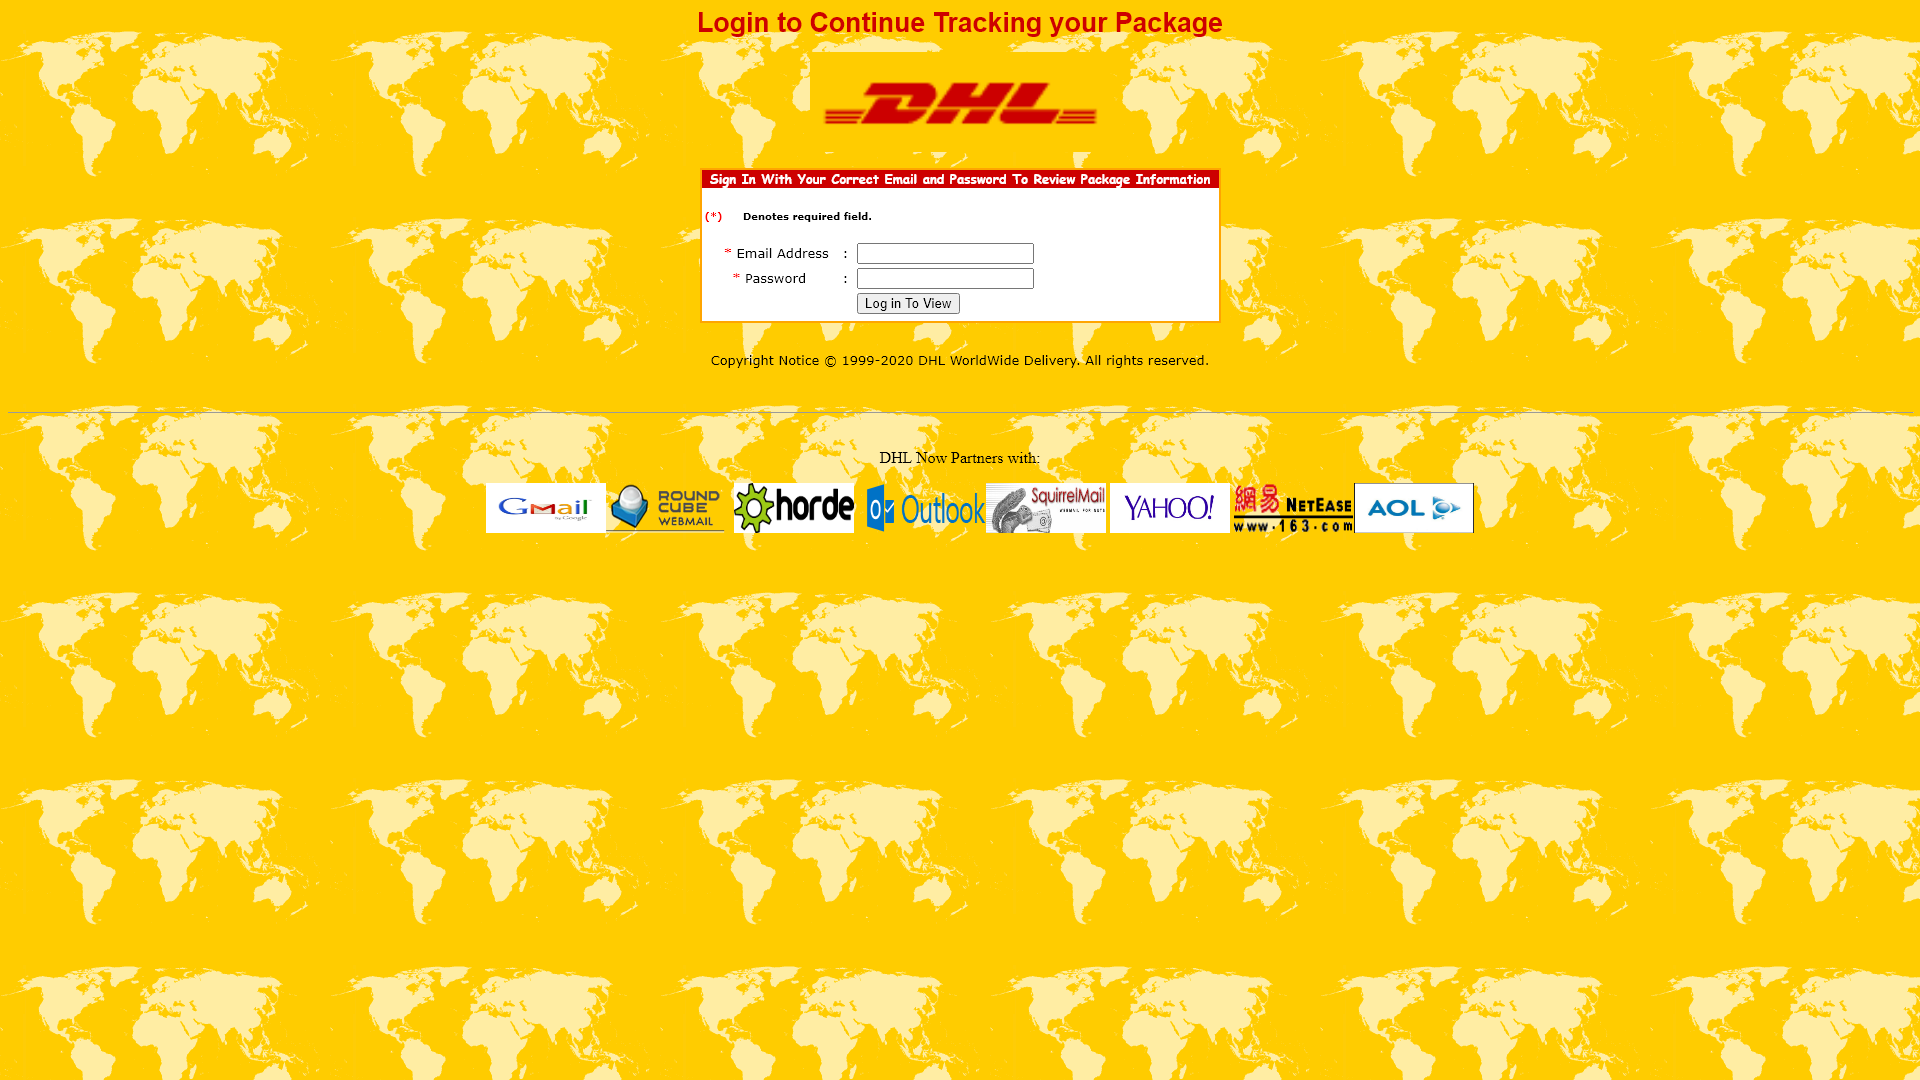 Login to Continue Tracking your Package
DHL
Sign In With Your Correct Email and Password To Review Package Information
(*) Denotes required field.
* Email Address :
* Password :
Log in To View
Copyright Notice © 1999-2020 DHL WorldWide Delivery. All rights reserved.
DHL Now Partners with:
GMail by Google
ROUND CUBE WEBMAIL
horde
Outlook
SquirrelMail WEBMAIL FOR NUTS
YAHOO!
網易 NETEASE www.163.com
AOL